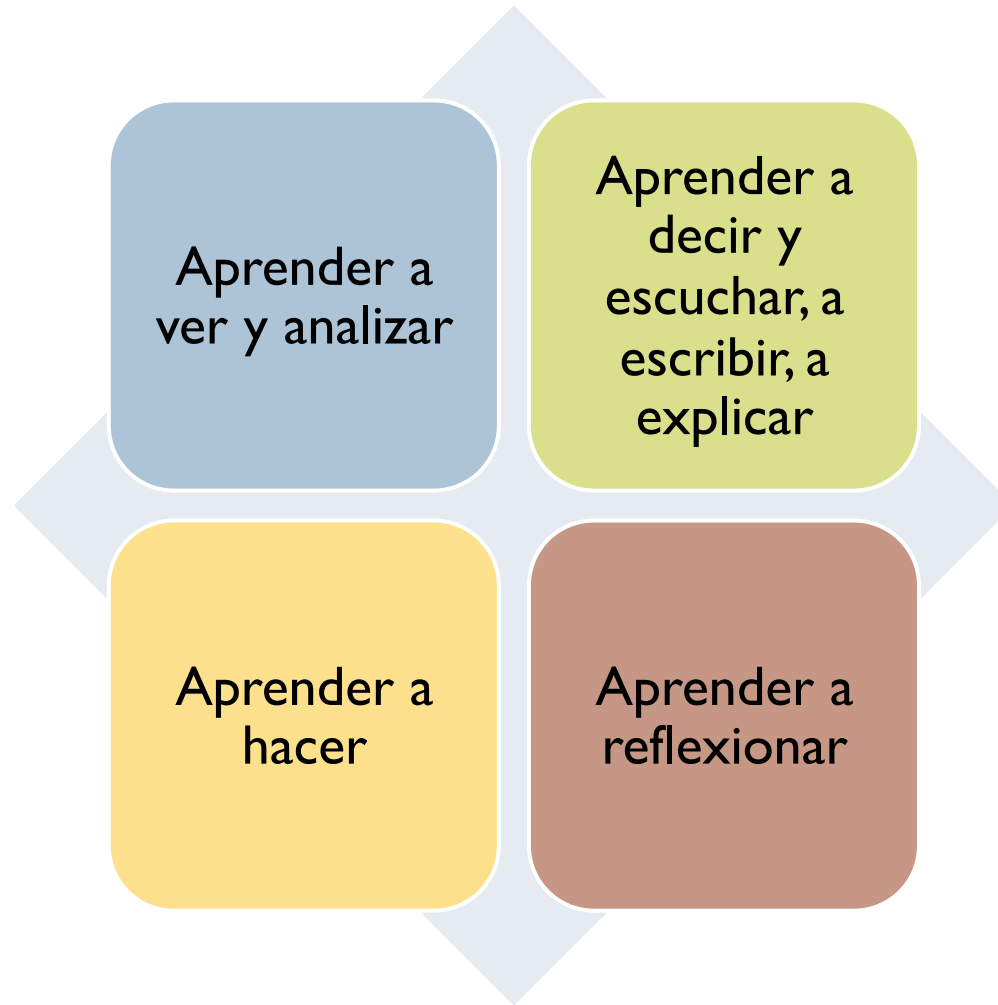 Aprender a
ver y analizar
Aprender a
decir y
escuchar, a
escribir, a
explicar
Aprender a
hacer
Aprender a
reflexionar